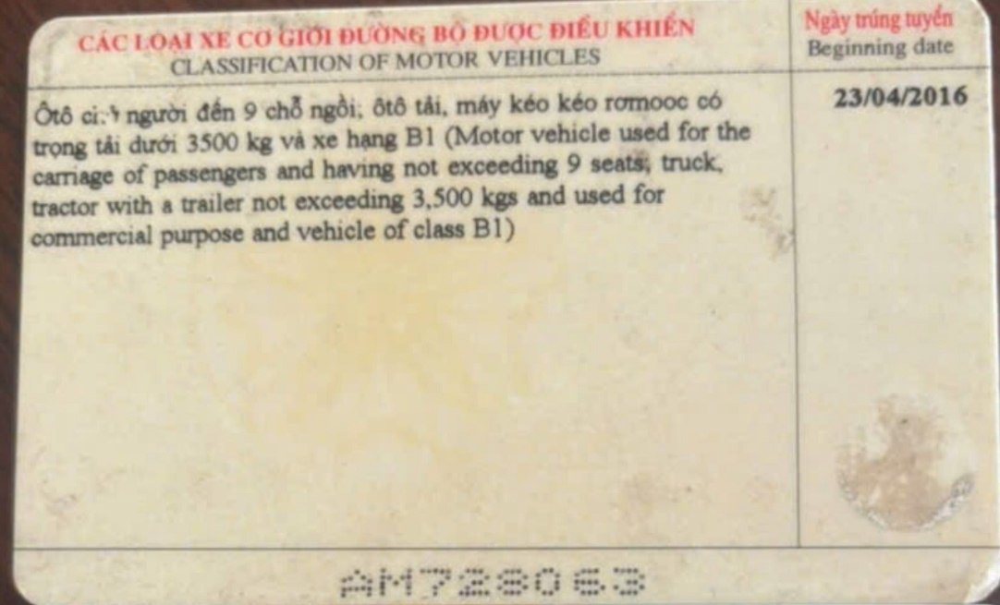 CÁC LOẠI XE CƠ GIỚI ĐƯỜNG BỘ ĐƯỢC ĐIỀU KHIỂN
CLASSIFICATION OF MOTOR VEHICLES
Ngày trúng tuyển
Beginning date
Ôtô người đến 9 chỗ ngồi; ôtô tải, máy kéo kéo rơmooc có
trọng tải dưới 3500 kg và xe hạng B1 (Motor vehicle used for the
carriage of passengers and having not exceeding 9 seats; truck,
tractor with a trailer not exceeding 3,500 kgs and used for
commercial purpose and vehicle of class B1)
23/04/2016
AM728063